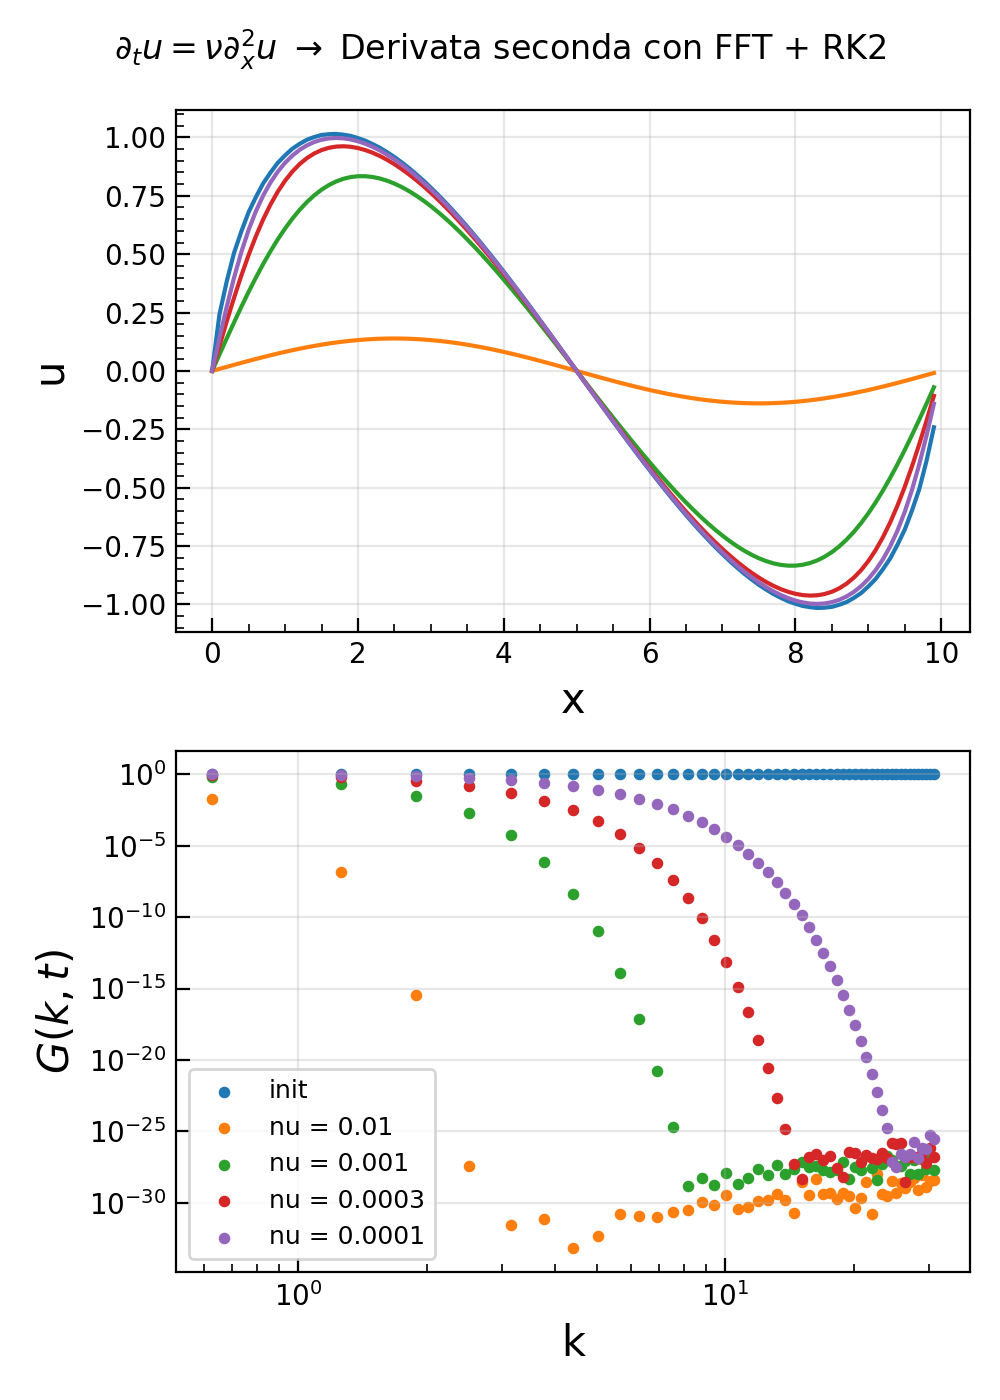 ∂ₜu = ν∂ₓ²u → Derivata seconda con FFT + RK2
1.00
0.75
0.50
0.25
0.00
−0.25
−0.50
−0.75
−1.00
u
0 2 4 6 8 10
x
10⁰
10⁻⁵
10⁻¹⁰
10⁻¹⁵
10⁻²⁰
10⁻²⁵
10⁻³⁰
G(k, t)
init
nu = 0.01
nu = 0.001
nu = 0.0003
nu = 0.0001
10⁰ 10¹
k